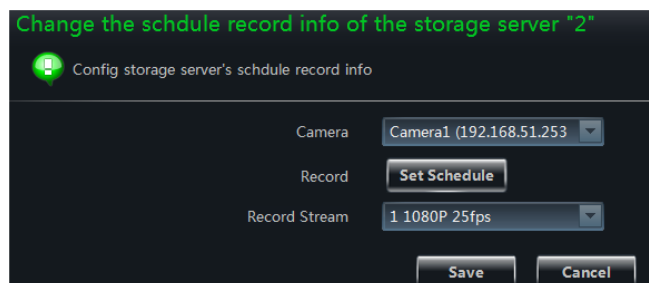 Change the schdule record info of the storage server "2"
Config storage server's schdule record info
Camera Camera1 (192.168.51.253
Record Set Schedule
Record Stream 1 1080P 25fps
Save Cancel